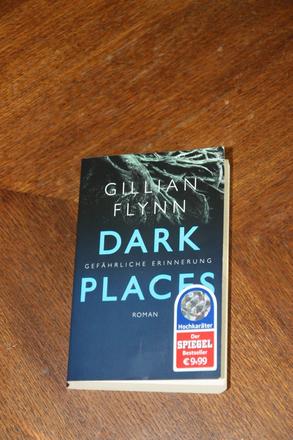 GILLIAN
FLYNN
DARK
GEFÄHRLICHE ERINNERUNG
PLACES
ROMAN
Hochkaräter
Der
SPIEGEL
Bestseller
€ 9,99